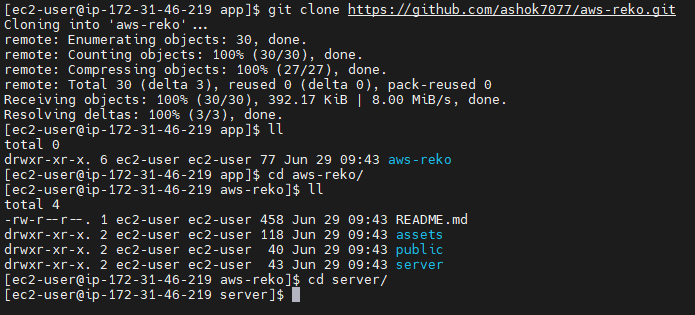 [ec2-user@ip-172-31-46-219 app]$ git clone https://github.com/ashok7077/aws-reko.git
Cloning into 'aws-reko'...
remote: Enumerating objects: 30, done.
remote: Counting objects: 100% (30/30), done.
remote: Compressing objects: 100% (27/27), done.
remote: Total 30 (delta 3), reused 0 (delta 0), pack-reused 0
Receiving objects: 100% (30/30), 392.17 KiB | 8.00 MiB/s, done.
Resolving deltas: 100% (3/3), done.
[ec2-user@ip-172-31-46-219 app]$ ll
total 0
drwxr-xr-x. 6 ec2-user ec2-user 77 Jun 29 09:43 aws-reko
[ec2-user@ip-172-31-46-219 app]$ cd aws-reko/
[ec2-user@ip-172-31-46-219 aws-reko]$ ll
total 4
-rw-r--r--. 1 ec2-user ec2-user 458 Jun 29 09:43 README.md
drwxr-xr-x. 2 ec2-user ec2-user 118 Jun 29 09:43 assets
drwxr-xr-x. 2 ec2-user ec2-user  40 Jun 29 09:43 public
drwxr-xr-x. 2 ec2-user ec2-user  43 Jun 29 09:43 server
[ec2-user@ip-172-31-46-219 aws-reko]$ cd server/
[ec2-user@ip-172-31-46-219 server]$